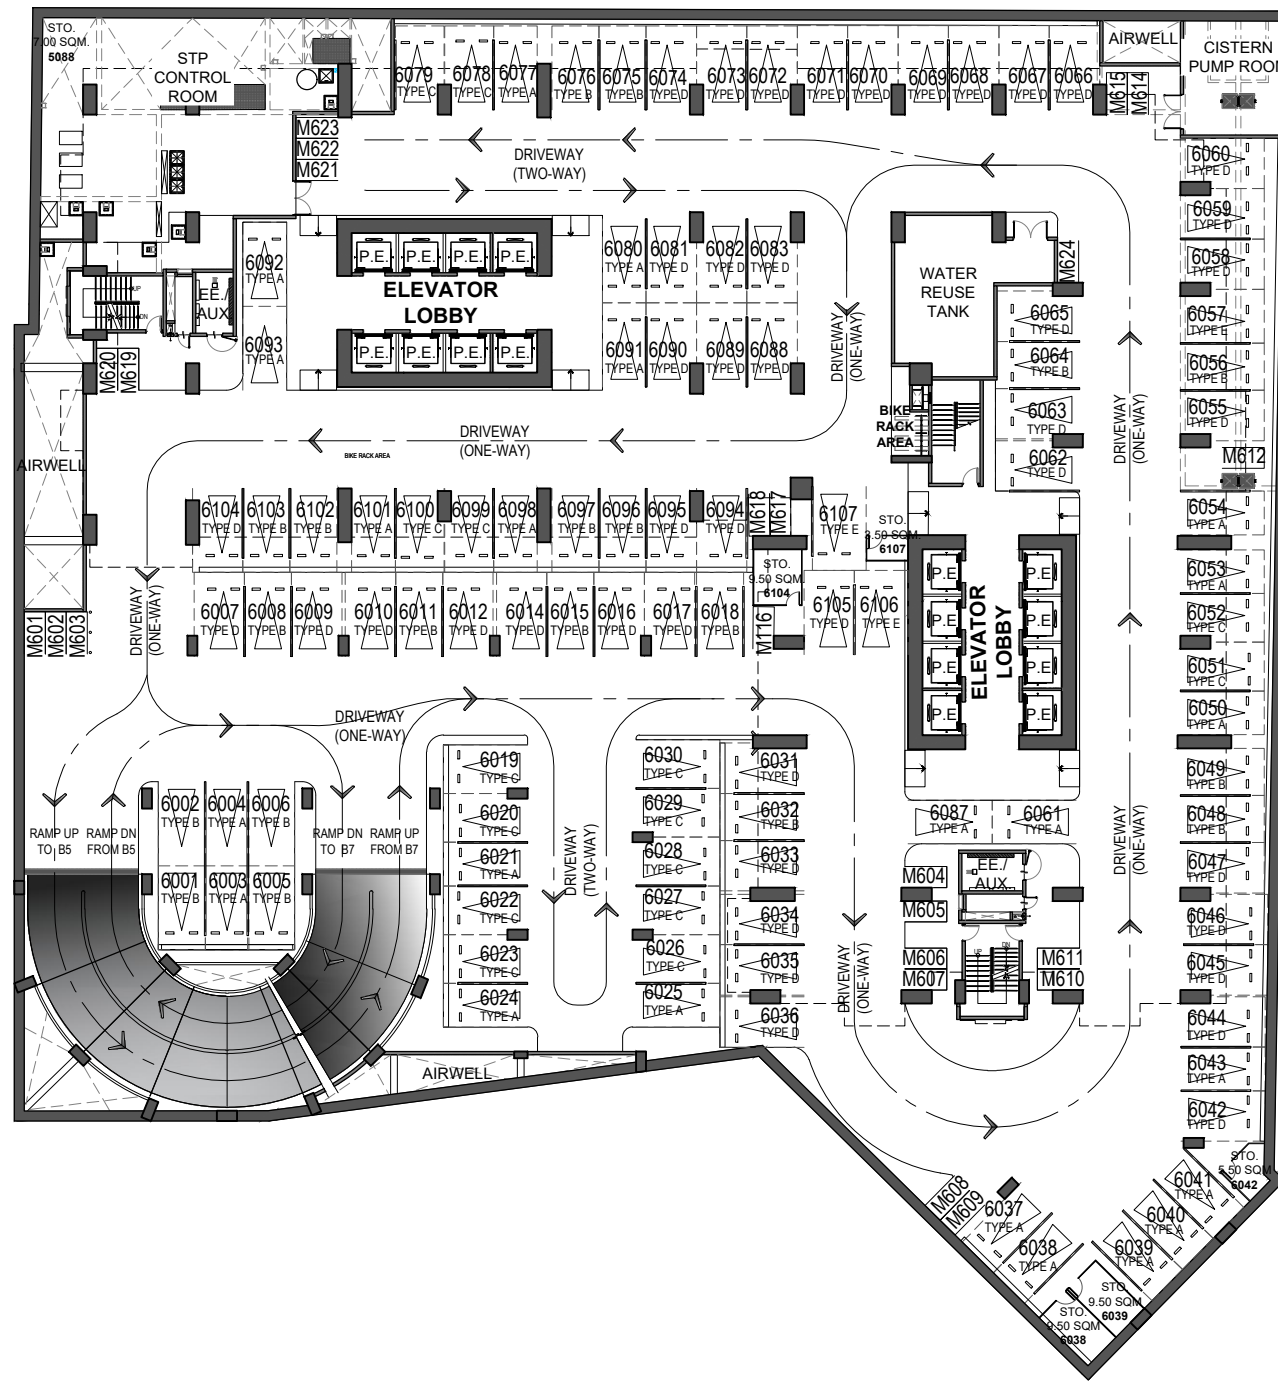 STO.
7.00 SQM.
5088
STP
CONTROL
ROOM
6079
TYPE C
6078
TYPE C
6077
TYPE A
6076
TYPE B
6075
TYPE B
6074
TYPE D
6073
TYPE D
6072
TYPE D
6071
TYPE D
6070
TYPE D
6069
TYPE D
6068
TYPE D
6067
TYPE D
6066
TYPE D
M615
M614
AIRWELL
CISTERN
PUMP ROOM
M623
M622
M621
DRIVEWAY
(TWO-WAY)
6060
TYPE D
6059
TYPE D
6058
TYPE D
6057
TYPE E
6056
TYPE B
6055
TYPE D
M612
6092
TYPE A
6093
TYPE A
EE./
AUX
UP
DN
M620
M619
P.E.
P.E.
P.E.
P.E.
ELEVATOR
LOBBY
P.E.
P.E.
P.E.
P.E.
6080
TYPE A
6081
TYPE D
6082
TYPE D
6083
TYPE D
6091
TYPE A
6090
TYPE D
6089
TYPE D
6088
TYPE D
DRIVEWAY
(ONE-WAY)
WATER
REUSE
TANK
M624
6065
TYPE D
6064
TYPE B
6063
TYPE D
6062
TYPE D
DRIVEWAY
(ONE-WAY)
BIKE
RACK
AREA
AIRWELL
BIKE RACK AREA
DRIVEWAY
(ONE-WAY)
6104
TYPE D
6103
TYPE B
6102
TYPE B
6101
TYPE A
6100
TYPE C
6099
TYPE C
6098
TYPE A
6097
TYPE B
6096
TYPE B
6095
TYPE D
6094
TYPE D
M618
M617
6107
TYPE E
STO.
3.50 SQM.
6107
STO.
9.50 SQM.
6104
6054
TYPE A
6053
TYPE A
6052
TYPE C
6051
TYPE C
6050
TYPE A
6049
TYPE B
6048
TYPE B
6047
TYPE D
6046
TYPE D
6045
TYPE D
6044
TYPE D
6043
TYPE A
6042
TYPE D
M601
M602
M603
DRIVEWAY
(ONE-WAY)
6007
TYPE D
6008
TYPE B
6009
TYPE D
6010
TYPE D
6011
TYPE B
6012
TYPE D
6014
TYPE D
6015
TYPE B
6016
TYPE D
6017
TYPE D
6018
TYPE B
M116
6105
TYPE D
6106
TYPE E
P.E.
P.E.
P.E.
P.E.
ELEVATOR
LOBBY
P.E.
P.E.
P.E.
P.E.
DRIVEWAY
(ONE-WAY)
6019
TYPE C
6020
TYPE C
6021
TYPE A
6022
TYPE C
6023
TYPE C
6024
TYPE A
DRIVEWAY
(TWO-WAY)
6030
TYPE C
6029
TYPE C
6028
TYPE C
6027
TYPE C
6026
TYPE C
6025
TYPE A
6031
TYPE D
6032
TYPE B
6033
TYPE D
6034
TYPE D
6035
TYPE D
6036
TYPE D
DRIVEWAY
(ONE-WAY)
6087
TYPE A
6061
TYPE A
DRIVEWAY
(ONE-WAY)
M604
M605
M606
M607
EE./
AUX
UP
DN
M611
M610
6002
TYPE B
6004
TYPE A
6006
TYPE B
6001
TYPE B
6003
TYPE A
6005
TYPE B
RAMP UP
TO B5
RAMP DN
FROM B5
RAMP DN
TO B7
RAMP UP
FROM B7
AIRWELL
M608
M609
6037
TYPE A
6038
TYPE A
6039
TYPE A
6040
TYPE A
6041
TYPE A
STO.
5.50 SQM
6042
STO.
9.50 SQM
6039
STO.
9.50 SQM
6038